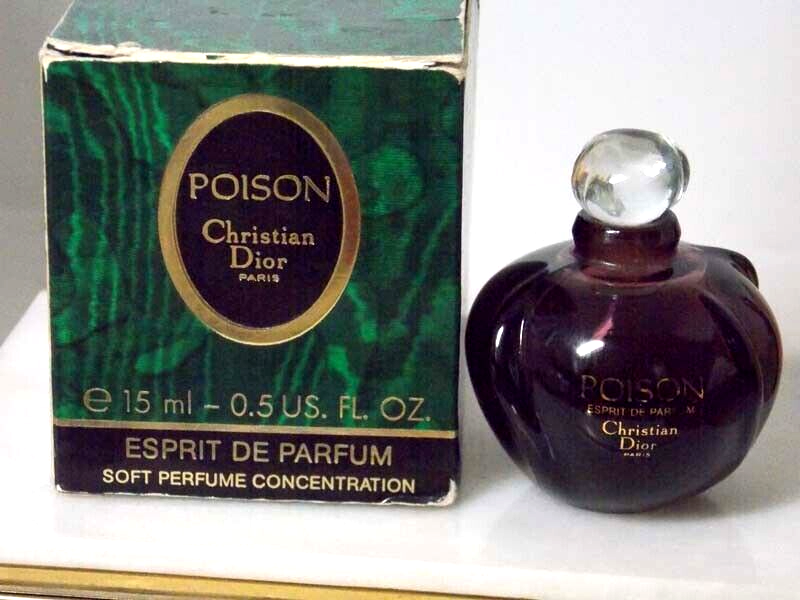 POISON
Christian
Dior
PARIS
e 15 ml - 0.5 US. FL. OZ.
ESPRIT DE PARFUM
SOFT PERFUME CONCENTRATION
POISON
ESPRIT DE PARFUM
Christian
Dior
PARIS